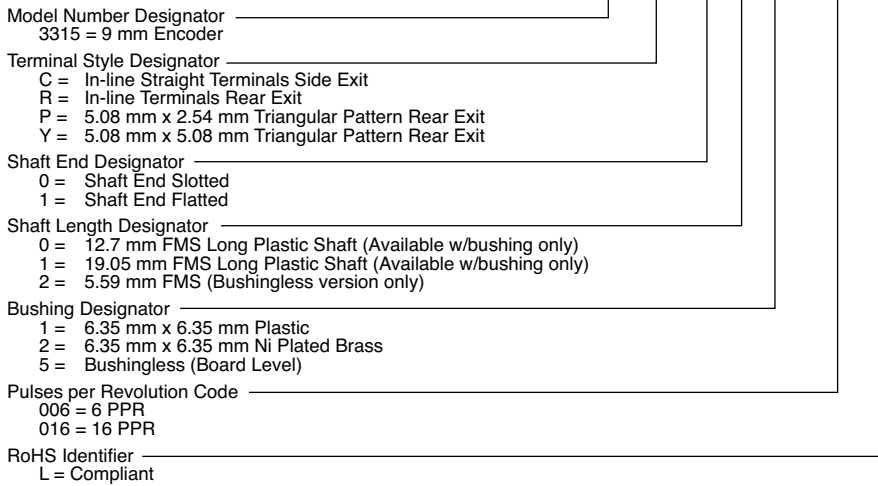 Model Number Designator
3315 = 9 mm Encoder
Terminal Style Designator
C = In-line Straight Terminals Side Exit
R = In-line Terminals Rear Exit
P = 5.08 mm x 2.54 mm Triangular Pattern Rear Exit
Y = 5.08 mm x 5.08 mm Triangular Pattern Rear Exit
Shaft End Designator
0 = Shaft End Slotted
1 = Shaft End Flatted
Shaft Length Designator
0 = 12.7 mm FMS Long Plastic Shaft (Available w/bushing only)
1 = 19.05 mm FMS Long Plastic Shaft (Available w/bushing only)
2 = 5.59 mm FMS (Bushingless version only)
Bushing Designator
1 = 6.35 mm x 6.35 mm Plastic
2 = 6.35 mm x 6.35 mm Ni Plated Brass
5 = Bushingless (Board Level)
Pulses per Revolution Code
006 = 6 PPR
016 = 16 PPR
RoHS Identifier
L = Compliant